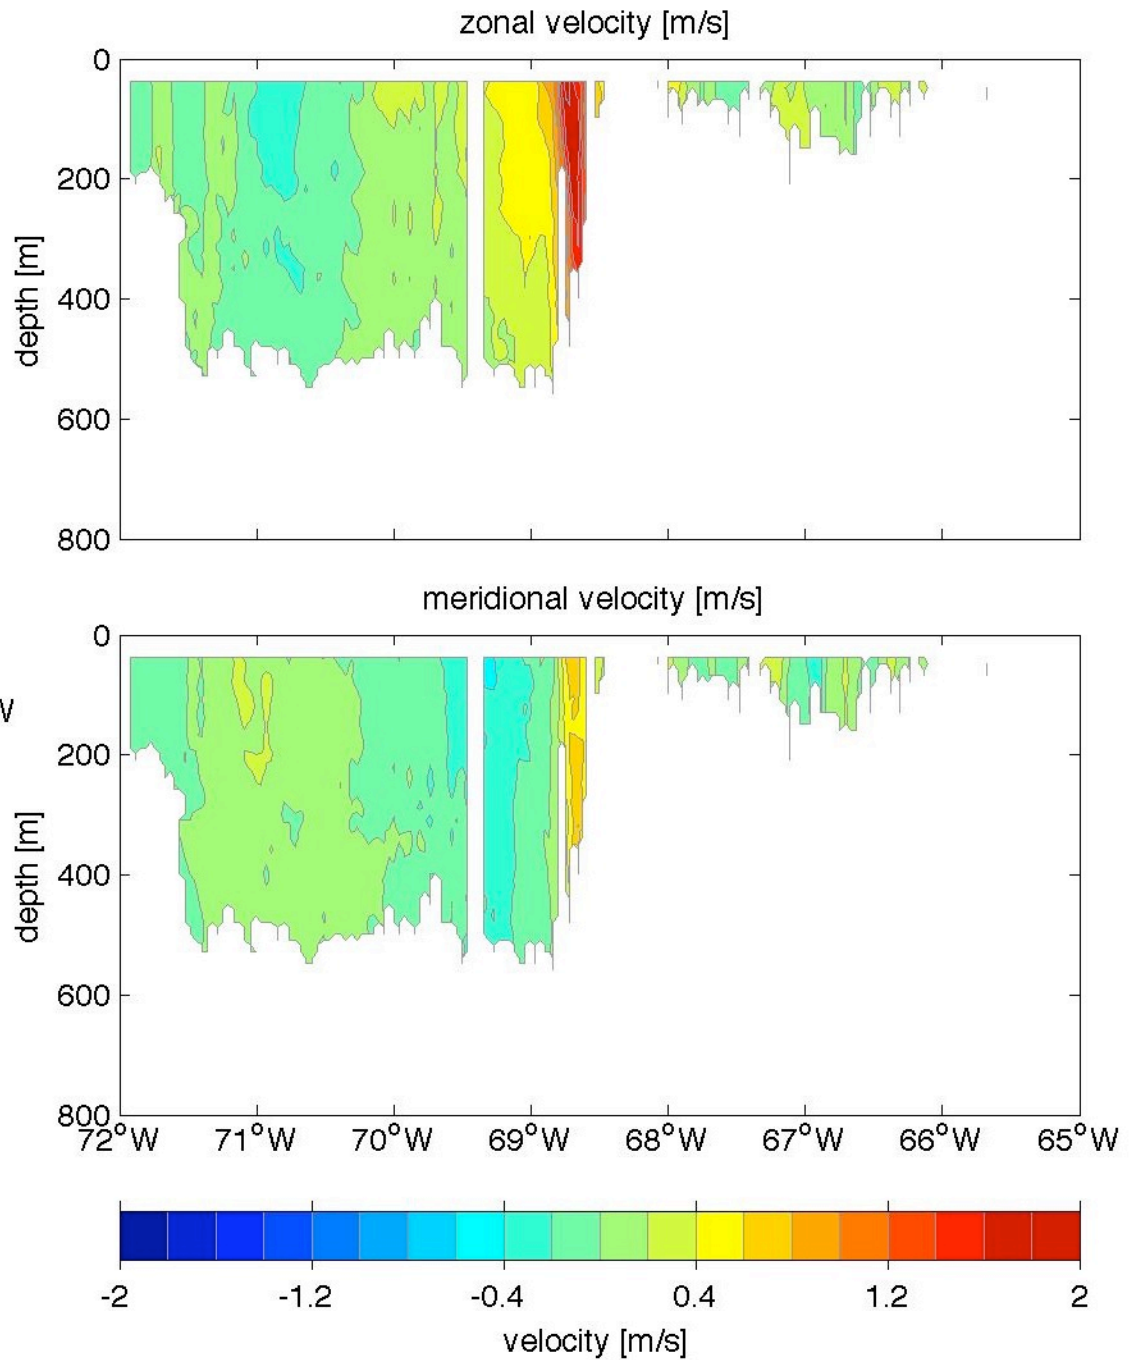 zonal velocity [m/s]
0
200
400
600
800
depth [m]
meridional velocity [m/s]
0
200
400
600
800
depth [m]
W
72°W 71°W 70°W 69°W 68°W 67°W 66°W 65°W
-2 -1.2 -0.4 0.4 1.2 2
velocity [m/s]